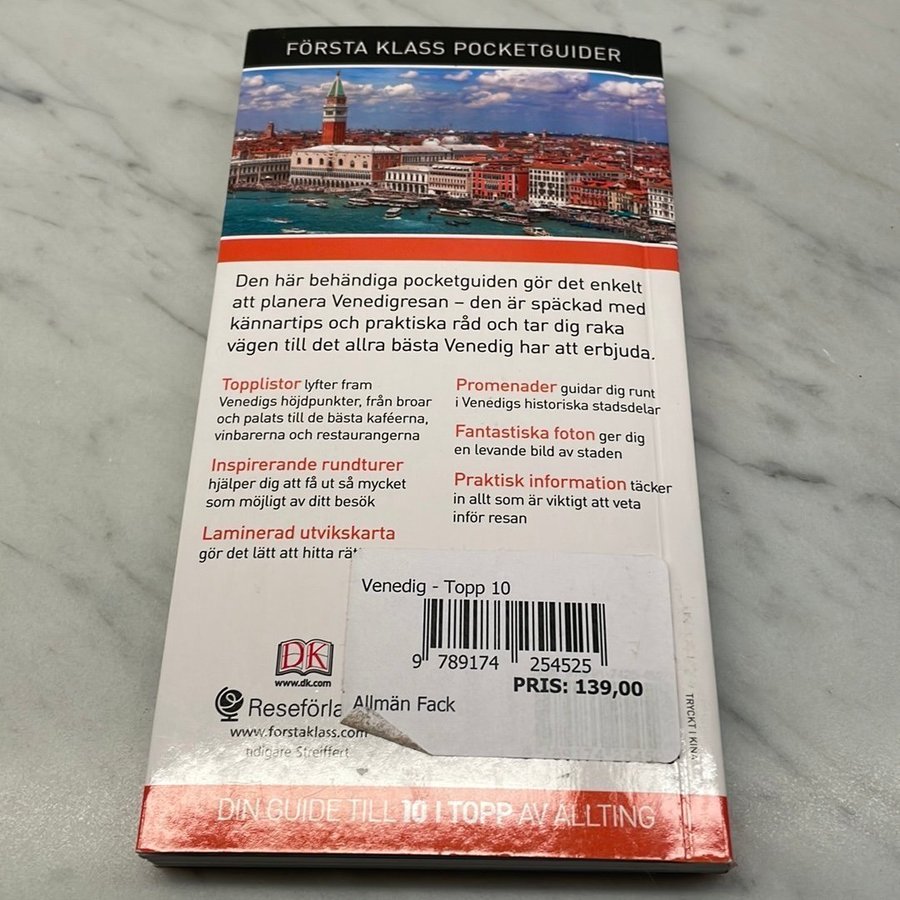 FÖRSTA KLASS POCKETGUIDER
Den här behändiga pocketguiden gör det enkelt
att planera Venedigresan – den är späckad med
kännartips och praktiska råd och tar dig raka
vägen till det allra bästa Venedig har att erbjuda.
Topplistor lyfter fram
Venedigs höjdpunkter, från broar
och palats till de bästa kaféerna,
vinbarerna och restaurangerna
Inspirerande rundturer
hjälper dig att få ut så mycket
som möjligt av ditt besök
Laminerad utvikskarta
gör det lätt att hitta
Promenader guidar dig runt
i Venedigs historiska stadsdelar
Fantastiska foton ger dig
en levande bild av staden
Praktisk information täcker
in allt som är viktigt att veta
inför resan
Venedig - Topp 10
9 789174 254525
PRIS: 139,00
Allmän Fack
DK
www.dk.com
www.forstaklass.com
Streiffert
TRYCKT I KINA
DIN GUIDE TILL 10 I TOPP AV ALLTING